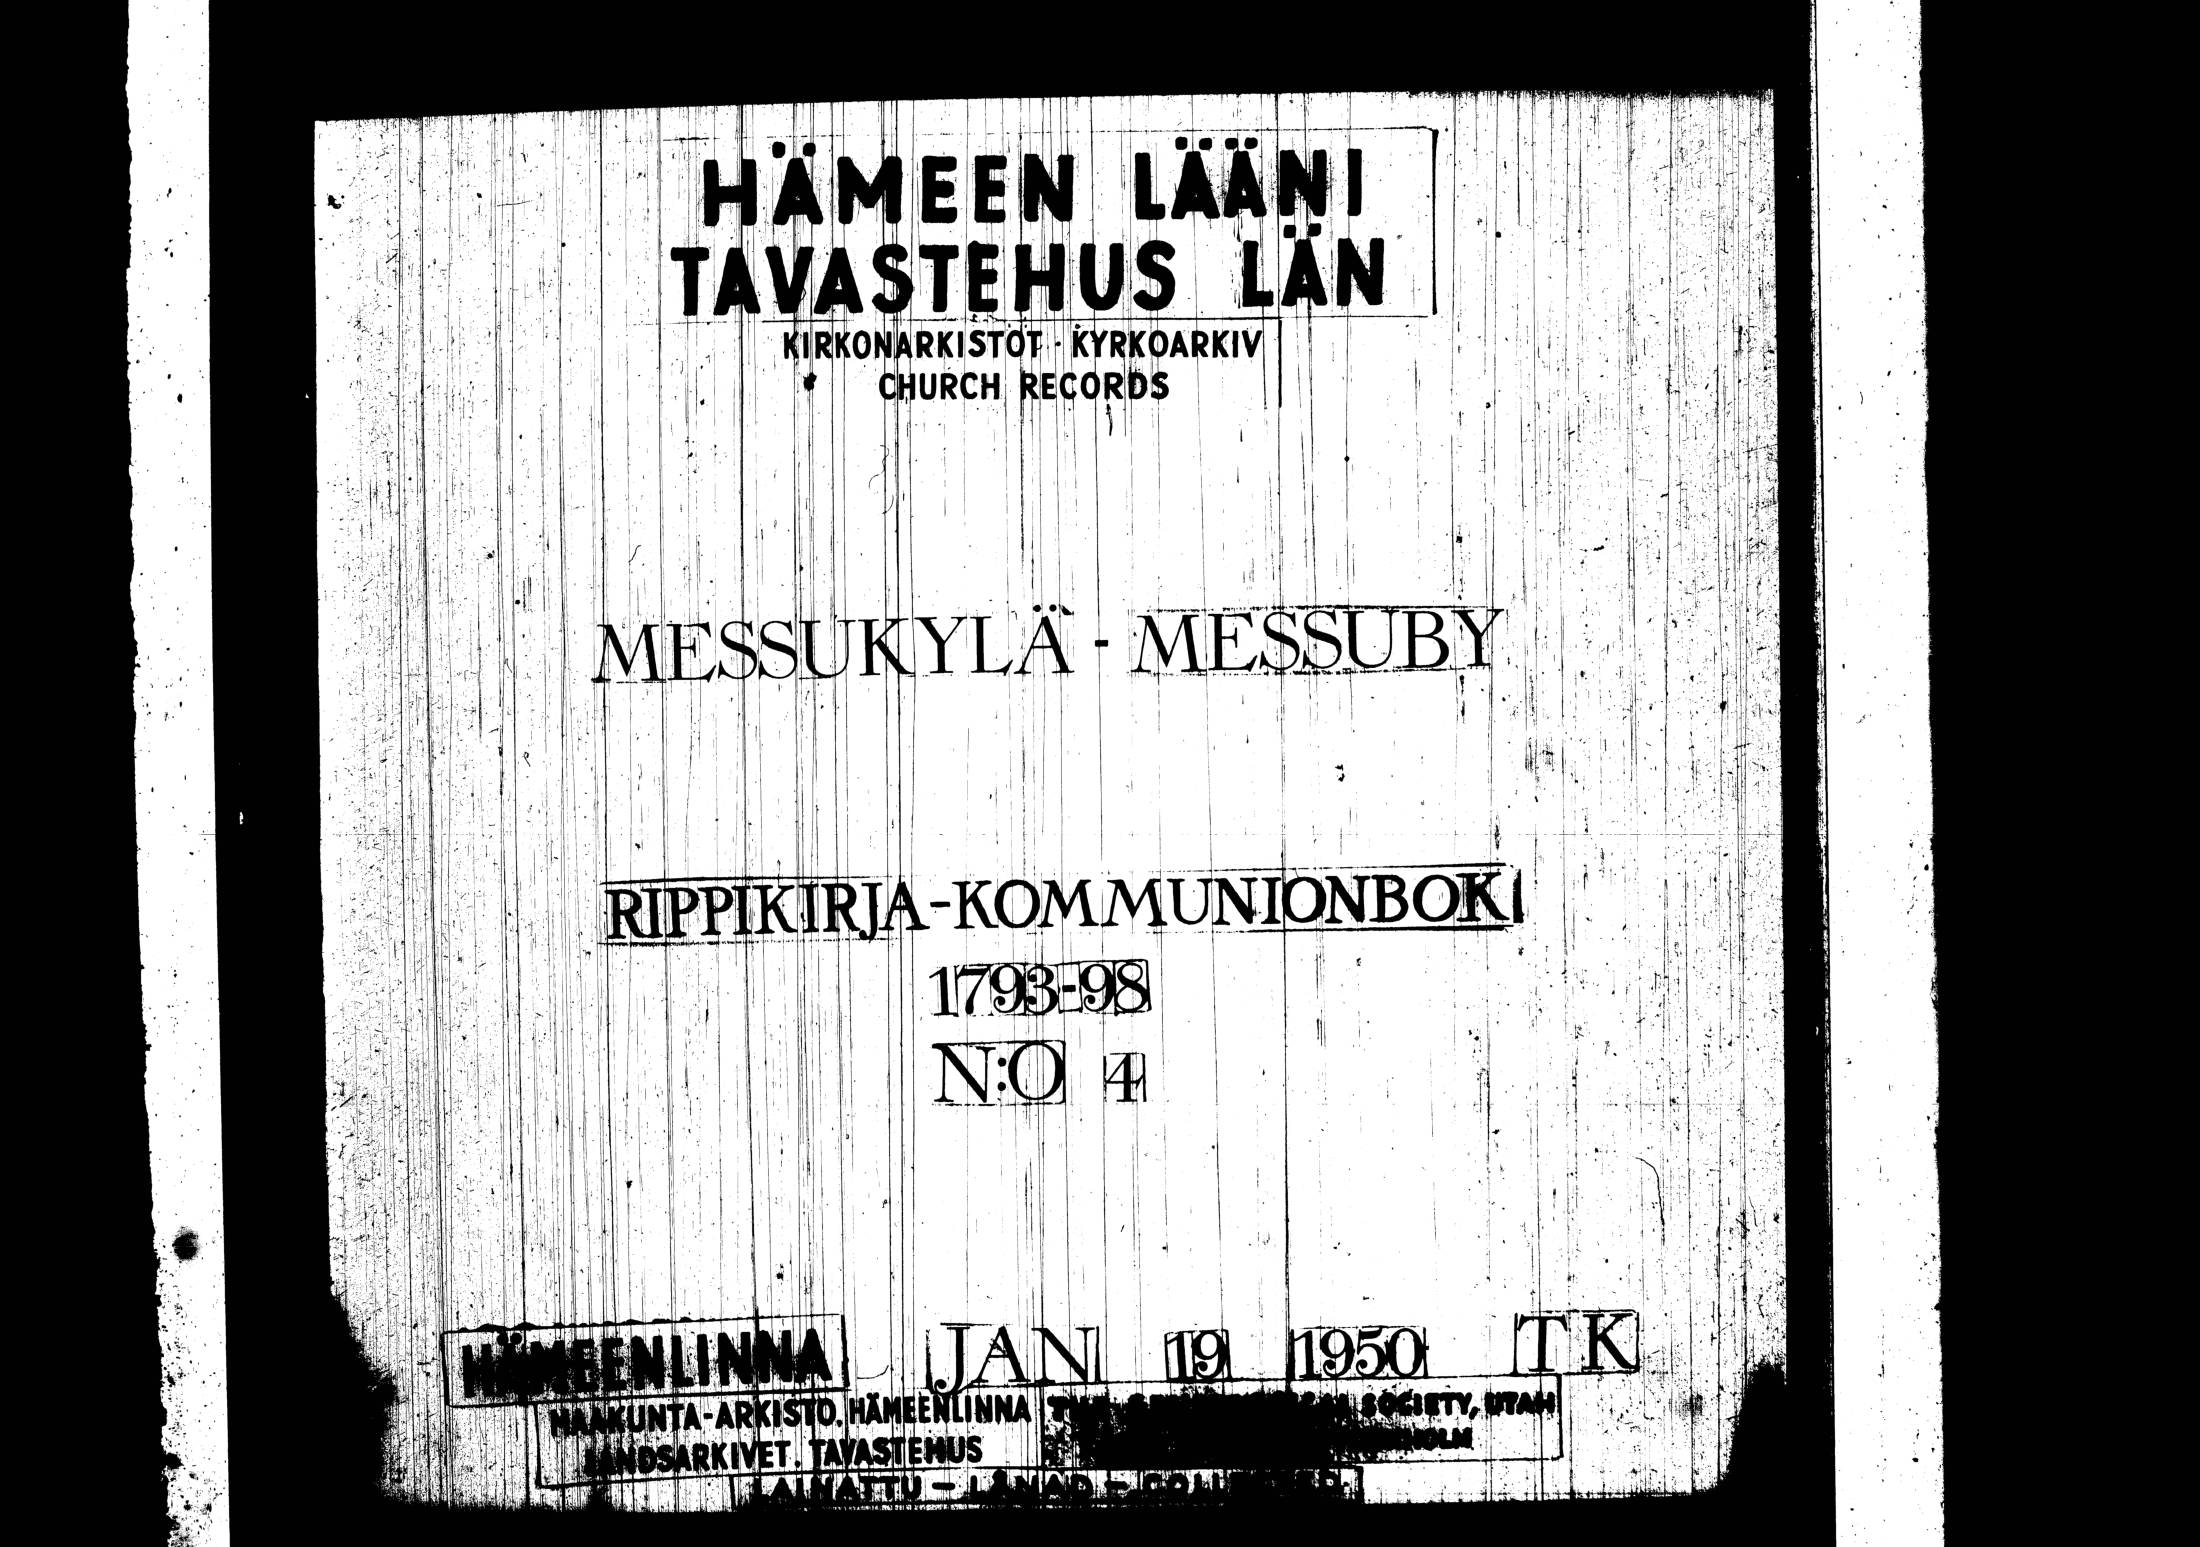 HÄMEEN LÄÄNI
TAVASTEHUS LÄN
KIRKONARKISTOT · KYRKOARKIV
CHURCH RECORDS
MESSUKYLÄ - MESSUBY
RIPPIKIRJA-KOMMUNIONBOK
1793-98
N:O 4
HÄMEENLINNA JAN 19 1950 TK
MAAKUNTA-ARKISTO, HÄMEENLINNA SOCIETY, UTAH
LANDSARKIVET, TAVASTEHUS
LAINATTU - LÅNAD -